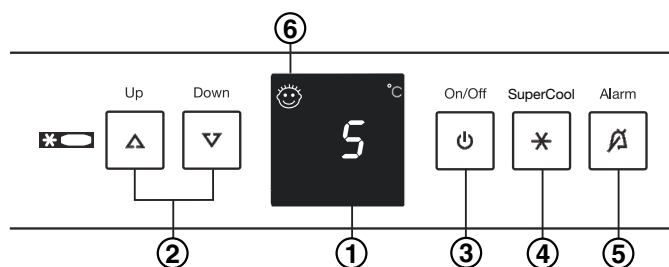 ⑥
Up Down °C On/Off SuperCool Alarm
5
② ① ③ ④ ⑤